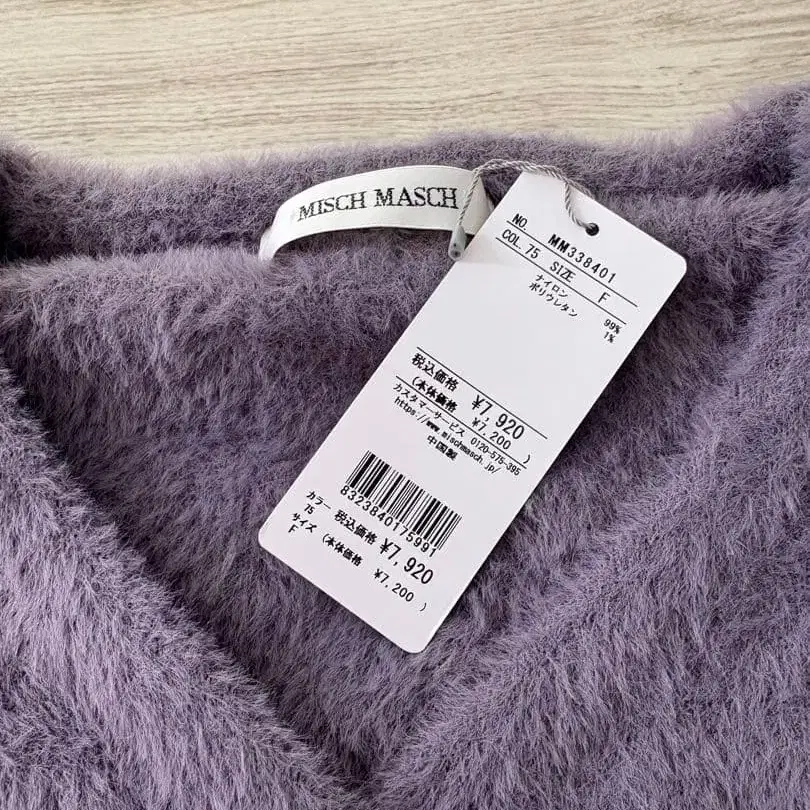 MISCH MASCH
NO. MM338401
COL. 75 SIZE F
ナイロン 99%
ポリウレタン 1%
税込価格 ¥7,920
(本体価格 ¥7,200 )
カスタマーサービス 0120-575-395
https://www.mischmasch.jp/
中国製
8323840175991
カラー 税込価格 ¥7,920
75
サイズ (本体価格 ¥7,200 )
F